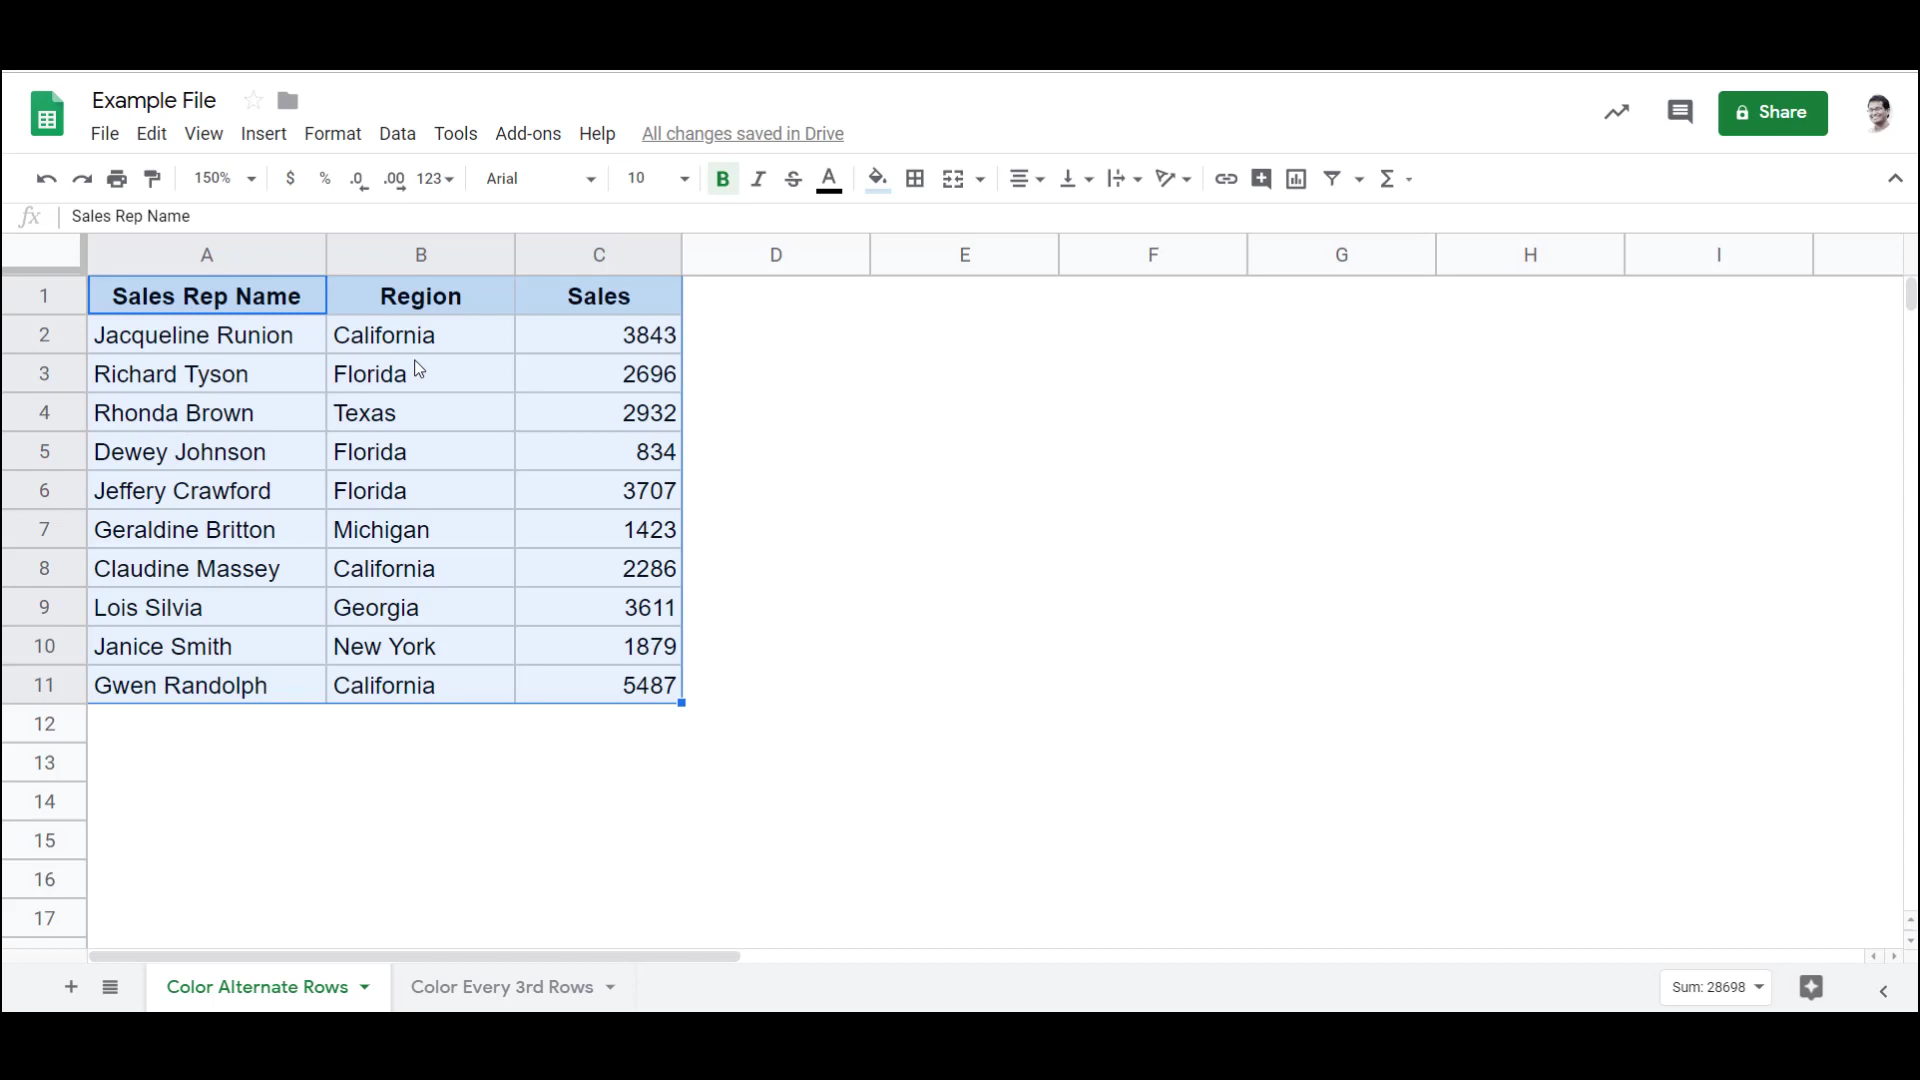 Example File
File Edit View Insert Format Data Tools Add-ons Help All changes saved in Drive
Share
150% $ % .0 .00 123 Arial 10 B I S A Σ
fx Sales Rep Name
A B C D E F G H I
1 Sales Rep Name Region Sales
2 Jacqueline Runion California 3843
3 Richard Tyson Florida 2696
4 Rhonda Brown Texas 2932
5 Dewey Johnson Florida 834
6 Jeffery Crawford Florida 3707
7 Geraldine Britton Michigan 1423
8 Claudine Massey California 2286
9 Lois Silvia Georgia 3611
10 Janice Smith New York 1879
11 Gwen Randolph California 5487
12
13
14
15
16
17
Color Alternate Rows Color Every 3rd Rows Sum: 28698